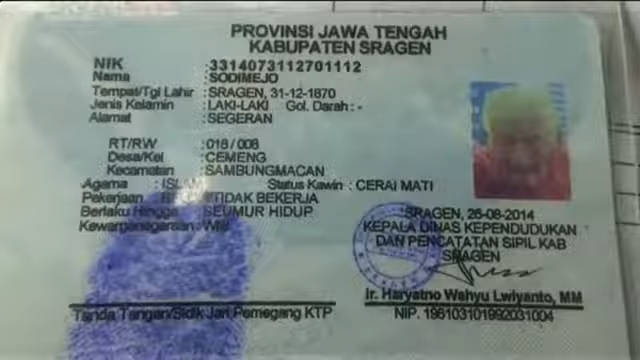 PROVINSI JAWA TENGAH
KABUPATEN SRAGEN
NIK : 3314073112701112
Nama : SODIMEJO
Tempat/Tgl Lahir : SRAGEN, 31-12-1870
Jenis Kelamin : LAKI-LAKI Gol. Darah : -
Alamat : SEGERAN
RT/RW : 018 / 008
Desa/Kel : CEMENG
Kecamatan : SAMBUNGMACAN
Agama : ISLAM Status Kawin : CERAI MATI
Pekerjaan TIDAK BEKERJA
Berlaku Hingga SEUMUR HIDUP
Kewarganegaraan : WNI
SRAGEN, 26-08-2014
KEPALA DINAS KEPENDUDUKAN
DAN PENCATATAN SIPIL KAB
SRAGEN
Ir. Haryatno Wahyu Lwiyanto, MM
NIP. 196103101992031004
Tanda Tangan/Sidik Jari Pemegang KTP